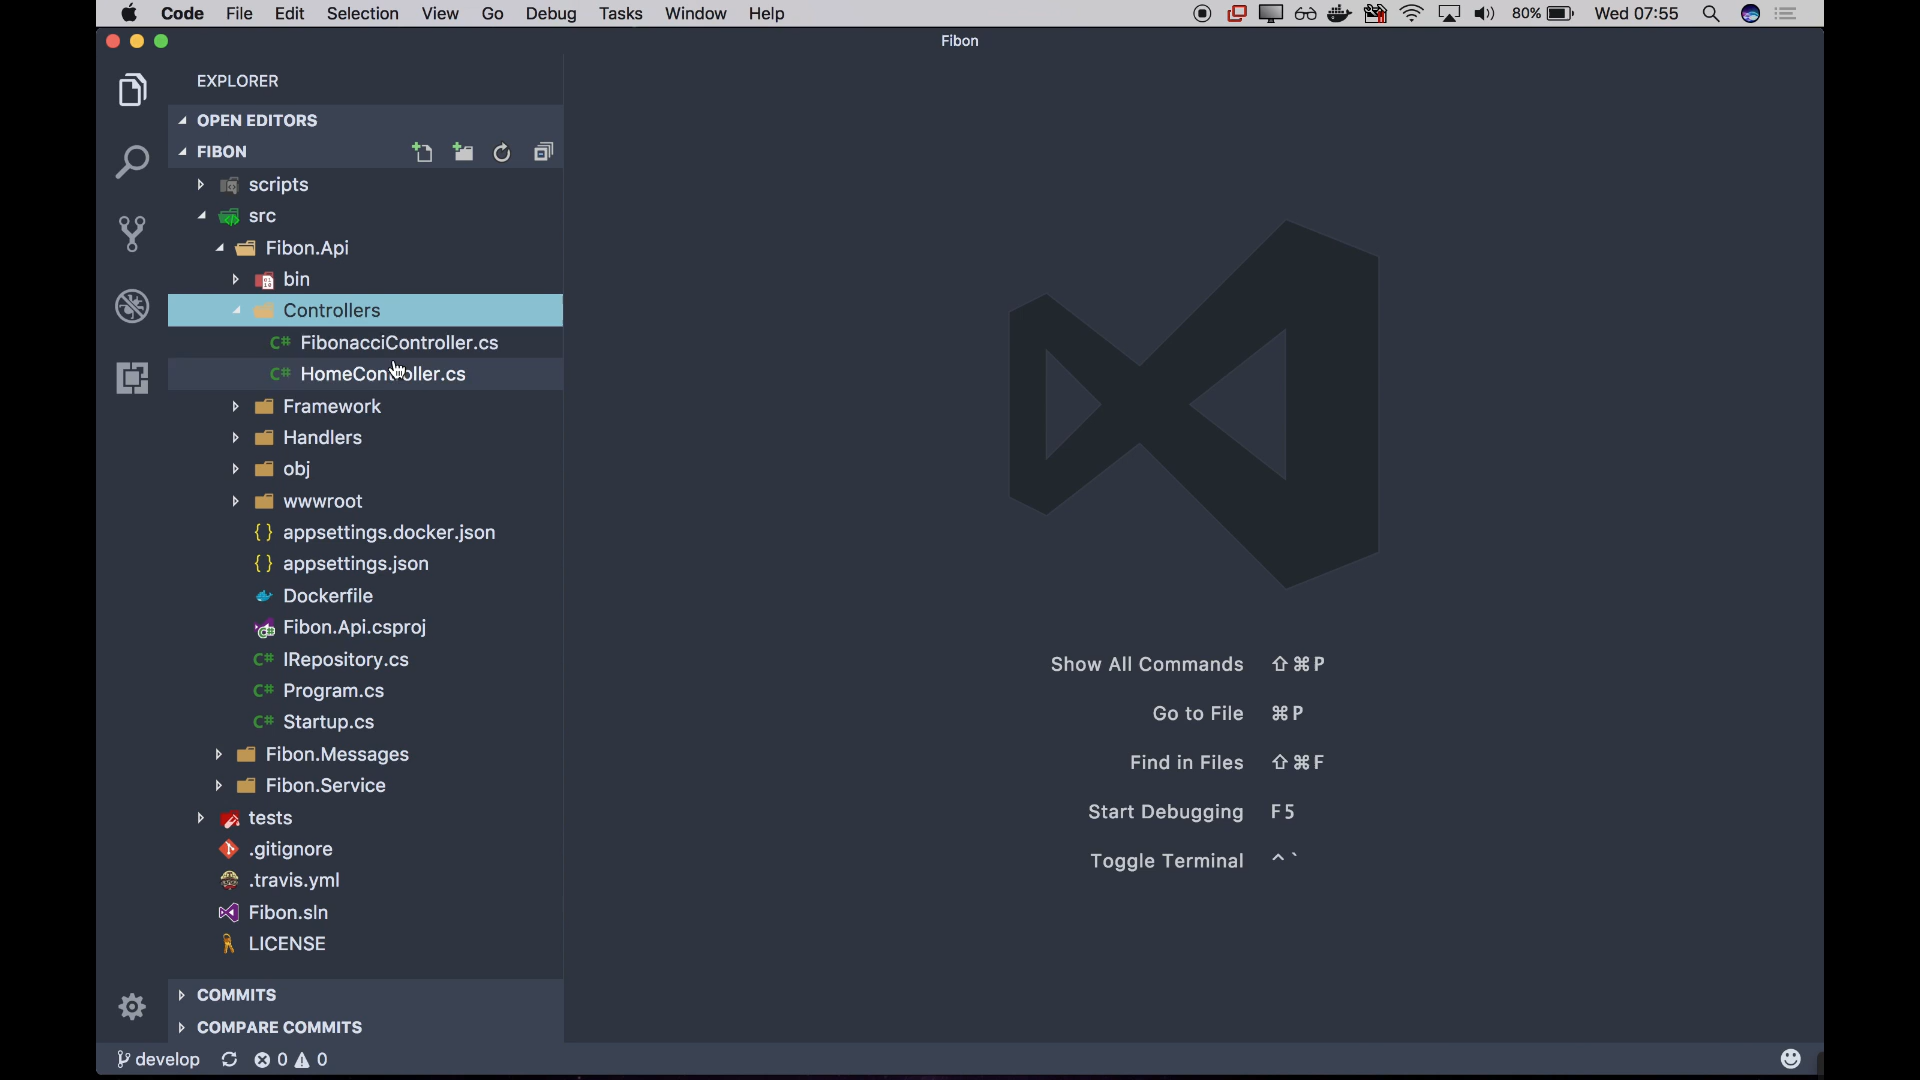 Code File Edit Selection View Go Debug Tasks Window Help 80% Wed 07:55
Fibon
EXPLORER
OPEN EDITORS
FIBON
scripts
src
Fibon.Api
bin
Controllers
C# FibonacciController.cs
C# HomeController.cs
Framework
Handlers
obj
wwwroot
{} appsettings.docker.json
{} appsettings.json
Dockerfile
Fibon.Api.csproj
C# IRepository.cs
C# Program.cs
C# Startup.cs
Fibon.Messages
Fibon.Service
tests
.gitignore
.travis.yml
Fibon.sln
LICENSE
COMMITS
COMPARE COMMITS
develop 0 0
Show All Commands ⇧⌘P
Go to File ⌘P
Find in Files ⇧⌘F
Start Debugging F5
Toggle Terminal ^`